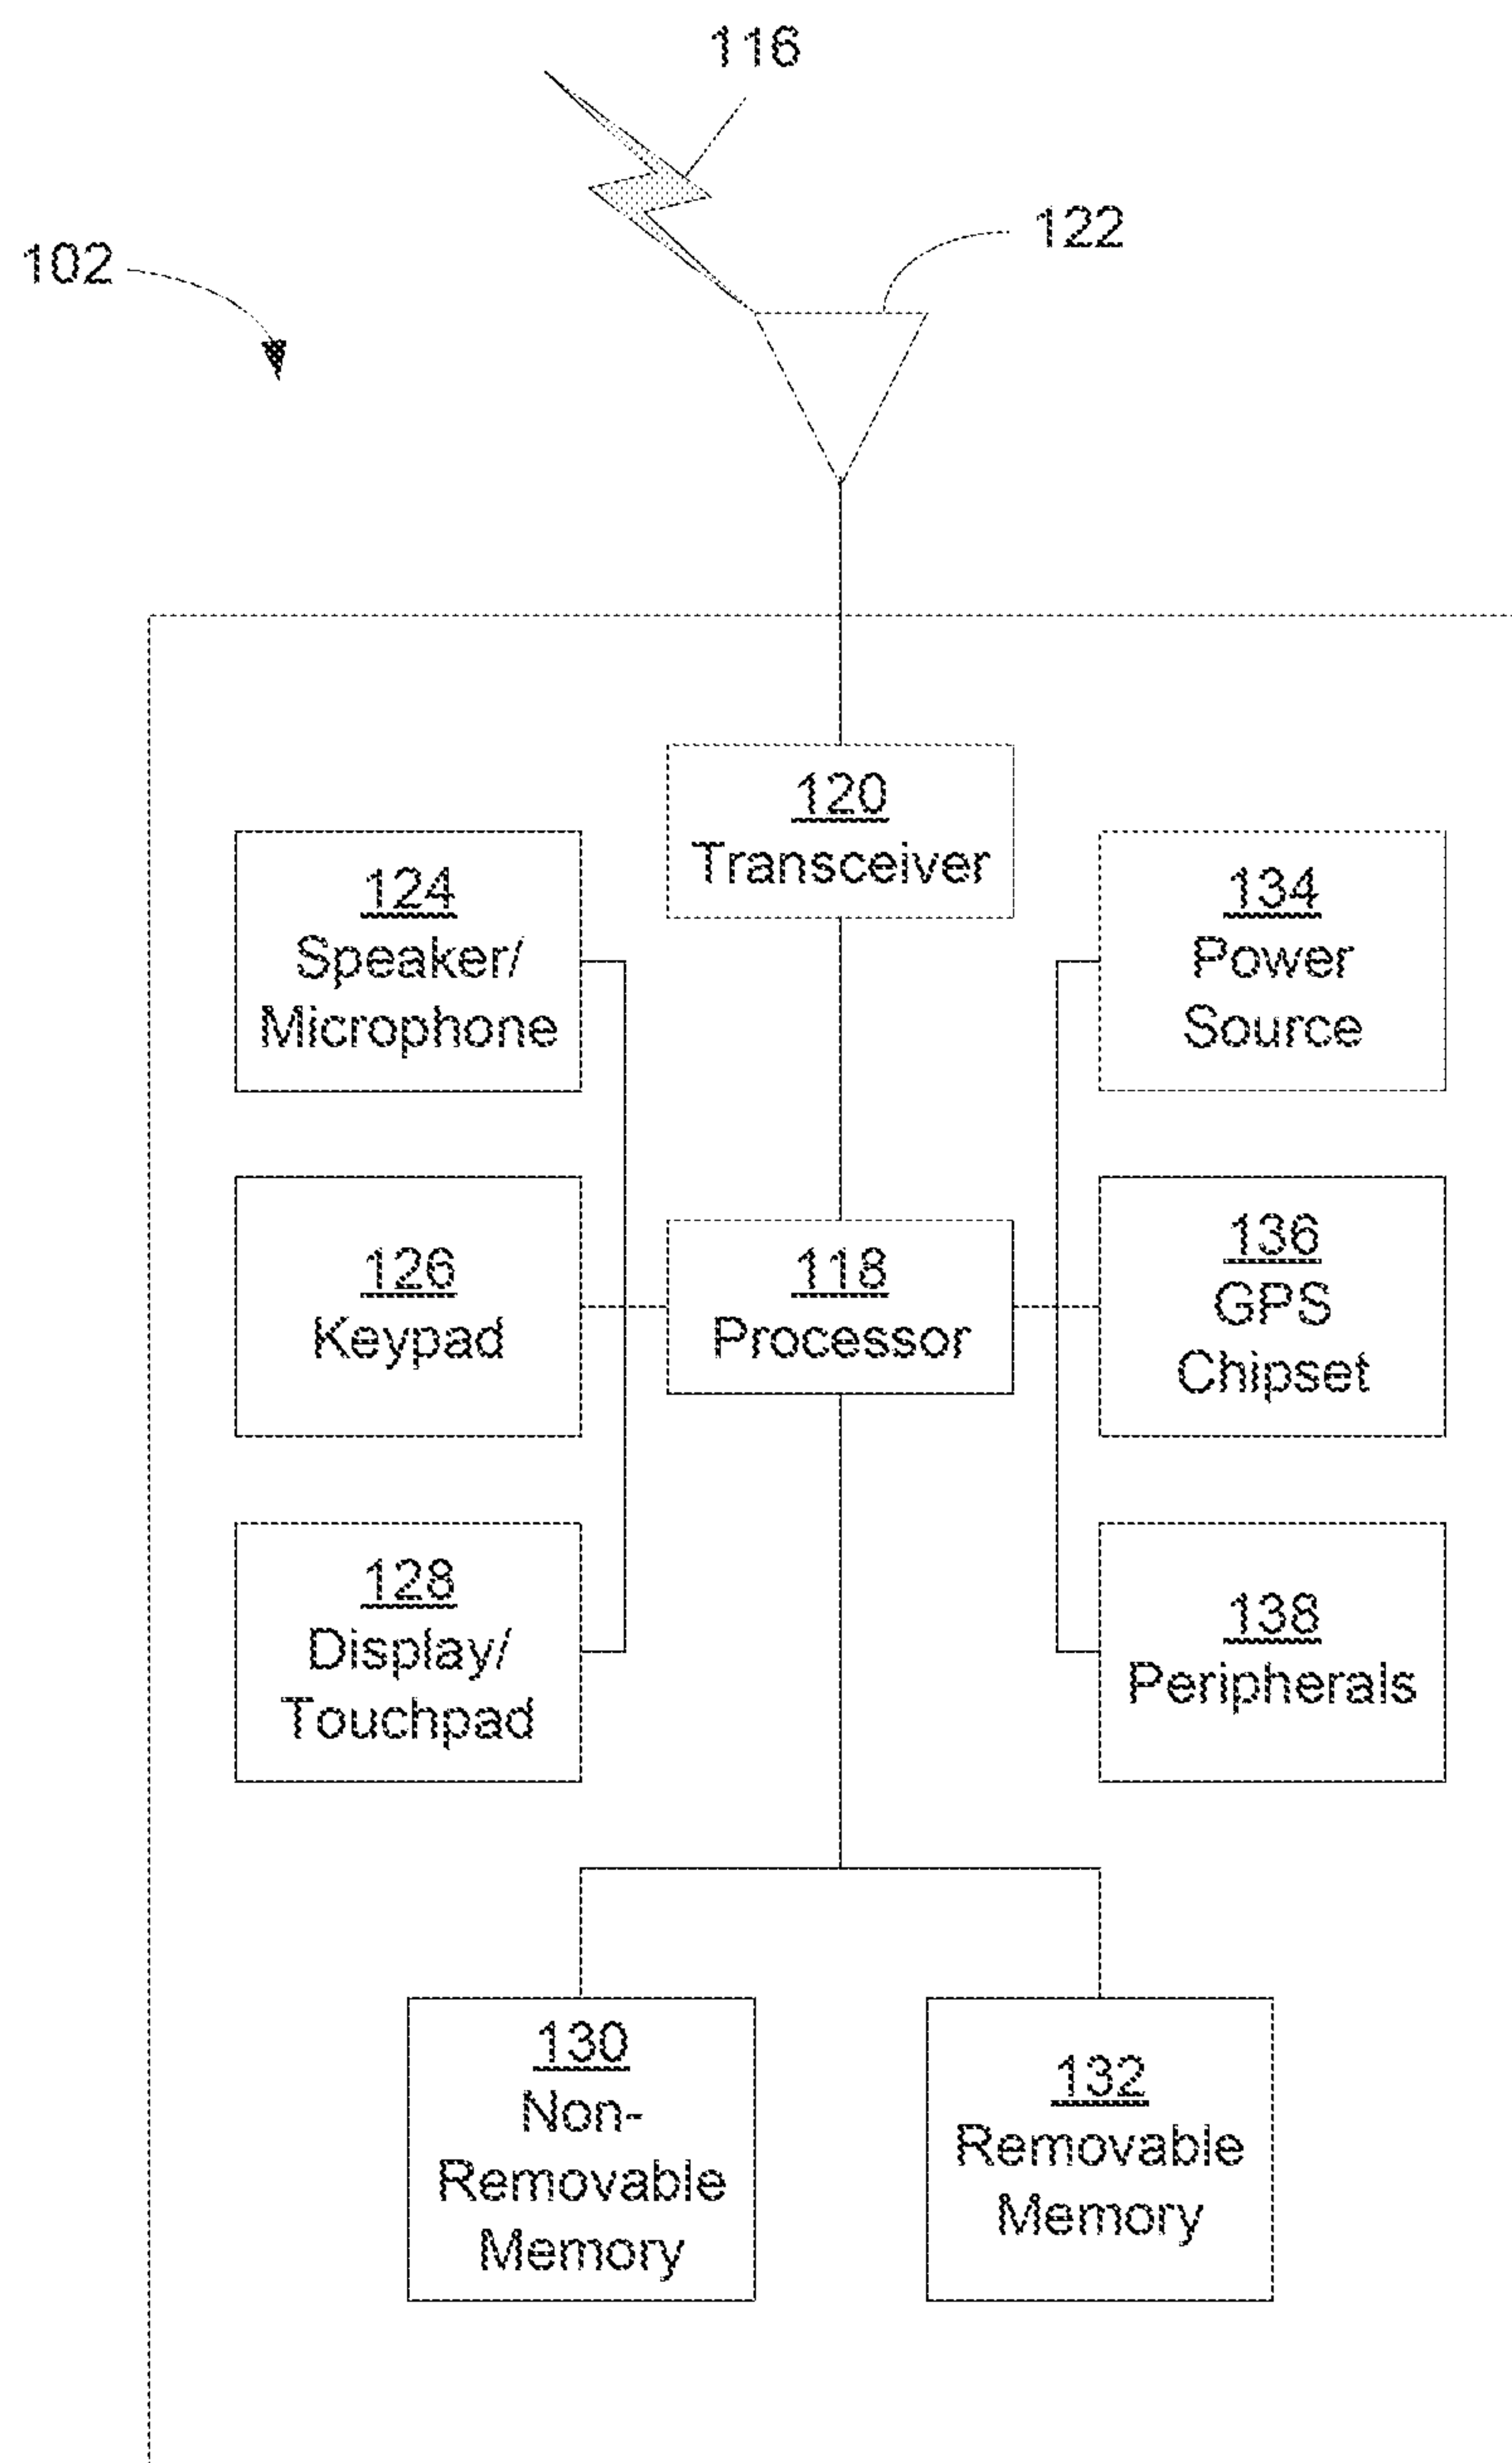 116
122
102
120
Transceiver
124
Speaker/
Microphone
134
Power
Source
126
Keypad
118
Processor
136
GPS
Chipset
128
Display/
Touchpad
138
Peripherals
130
Non-
Removable
Memory
132
Removable
Memory